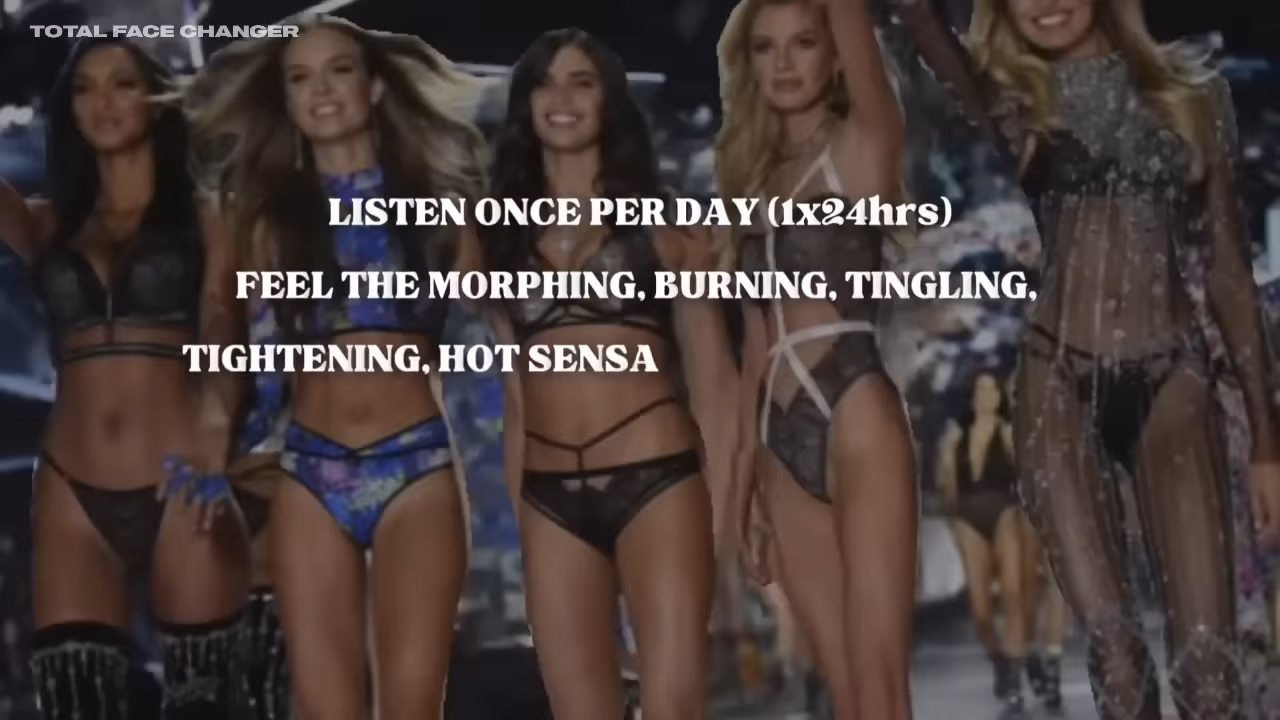 TOTAL FACE CHANGER
LISTEN ONCE PER DAY (1x24hrs)
FEEL THE MORPHING, BURNING, TINGLING,
TIGHTENING, HOT SENSA